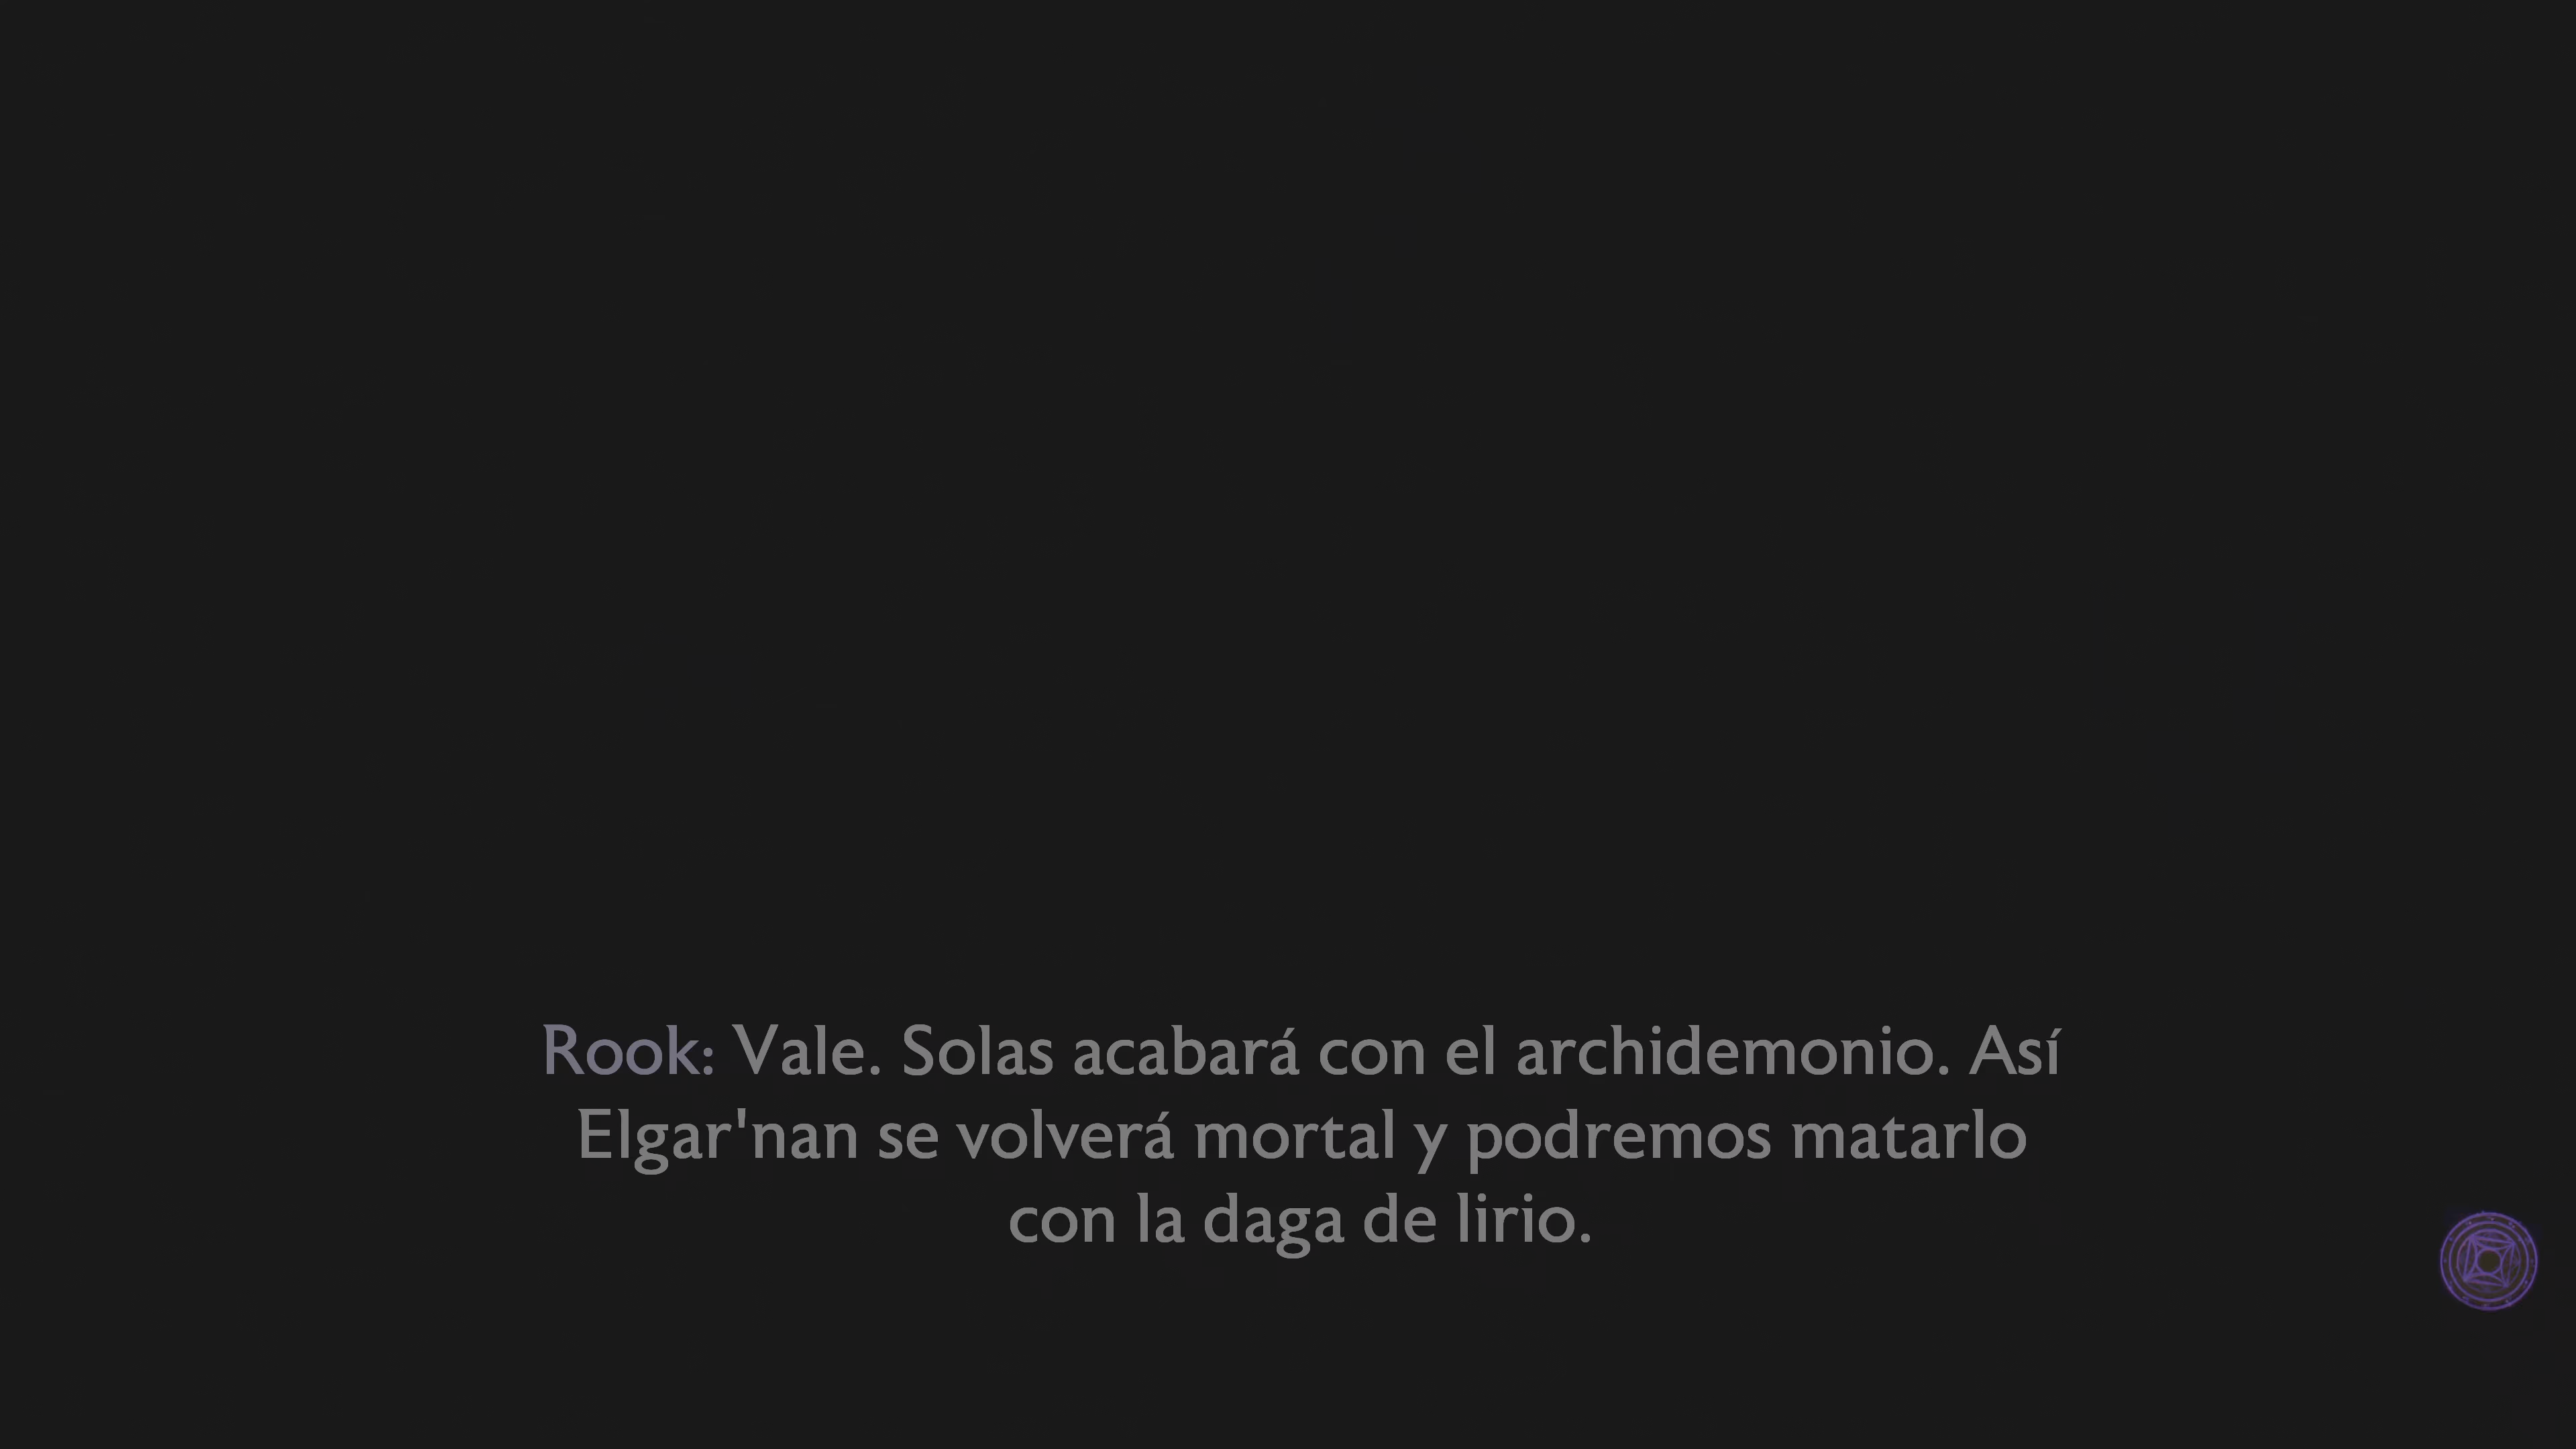 Rook: Vale. Solas acabará con el archidemonio. Así
Elgar'nan se volverá mortal y podremos matarlo
con la daga de lirio.